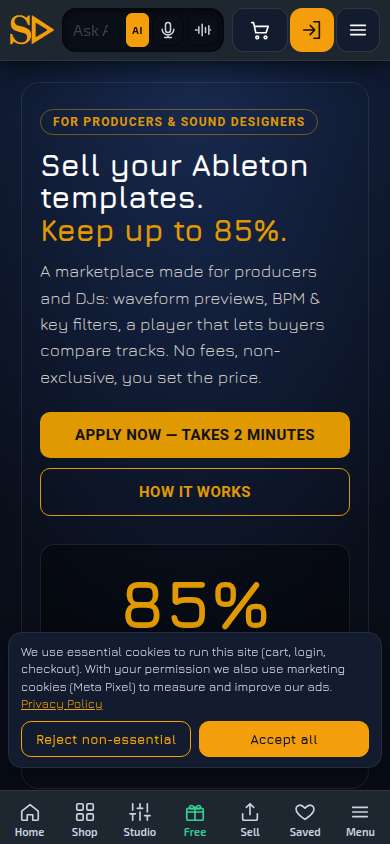 S
Ask A
AI
FOR PRODUCERS & SOUND DESIGNERS
Sell your Ableton
templates.
Keep up to 85%.
A marketplace made for producers
and DJs: waveform previews, BPM &
key filters, a player that lets buyers
compare tracks. No fees, non-
exclusive, you set the price.
APPLY NOW — TAKES 2 MINUTES
HOW IT WORKS
85%
We use essential cookies to run this site (cart, login,
checkout). With your permission we also use marketing
cookies (Meta Pixel) to measure and improve our ads.
Privacy Policy
Reject non-essential
Accept all
Home
Shop
Studio
Free
Sell
Saved
Menu